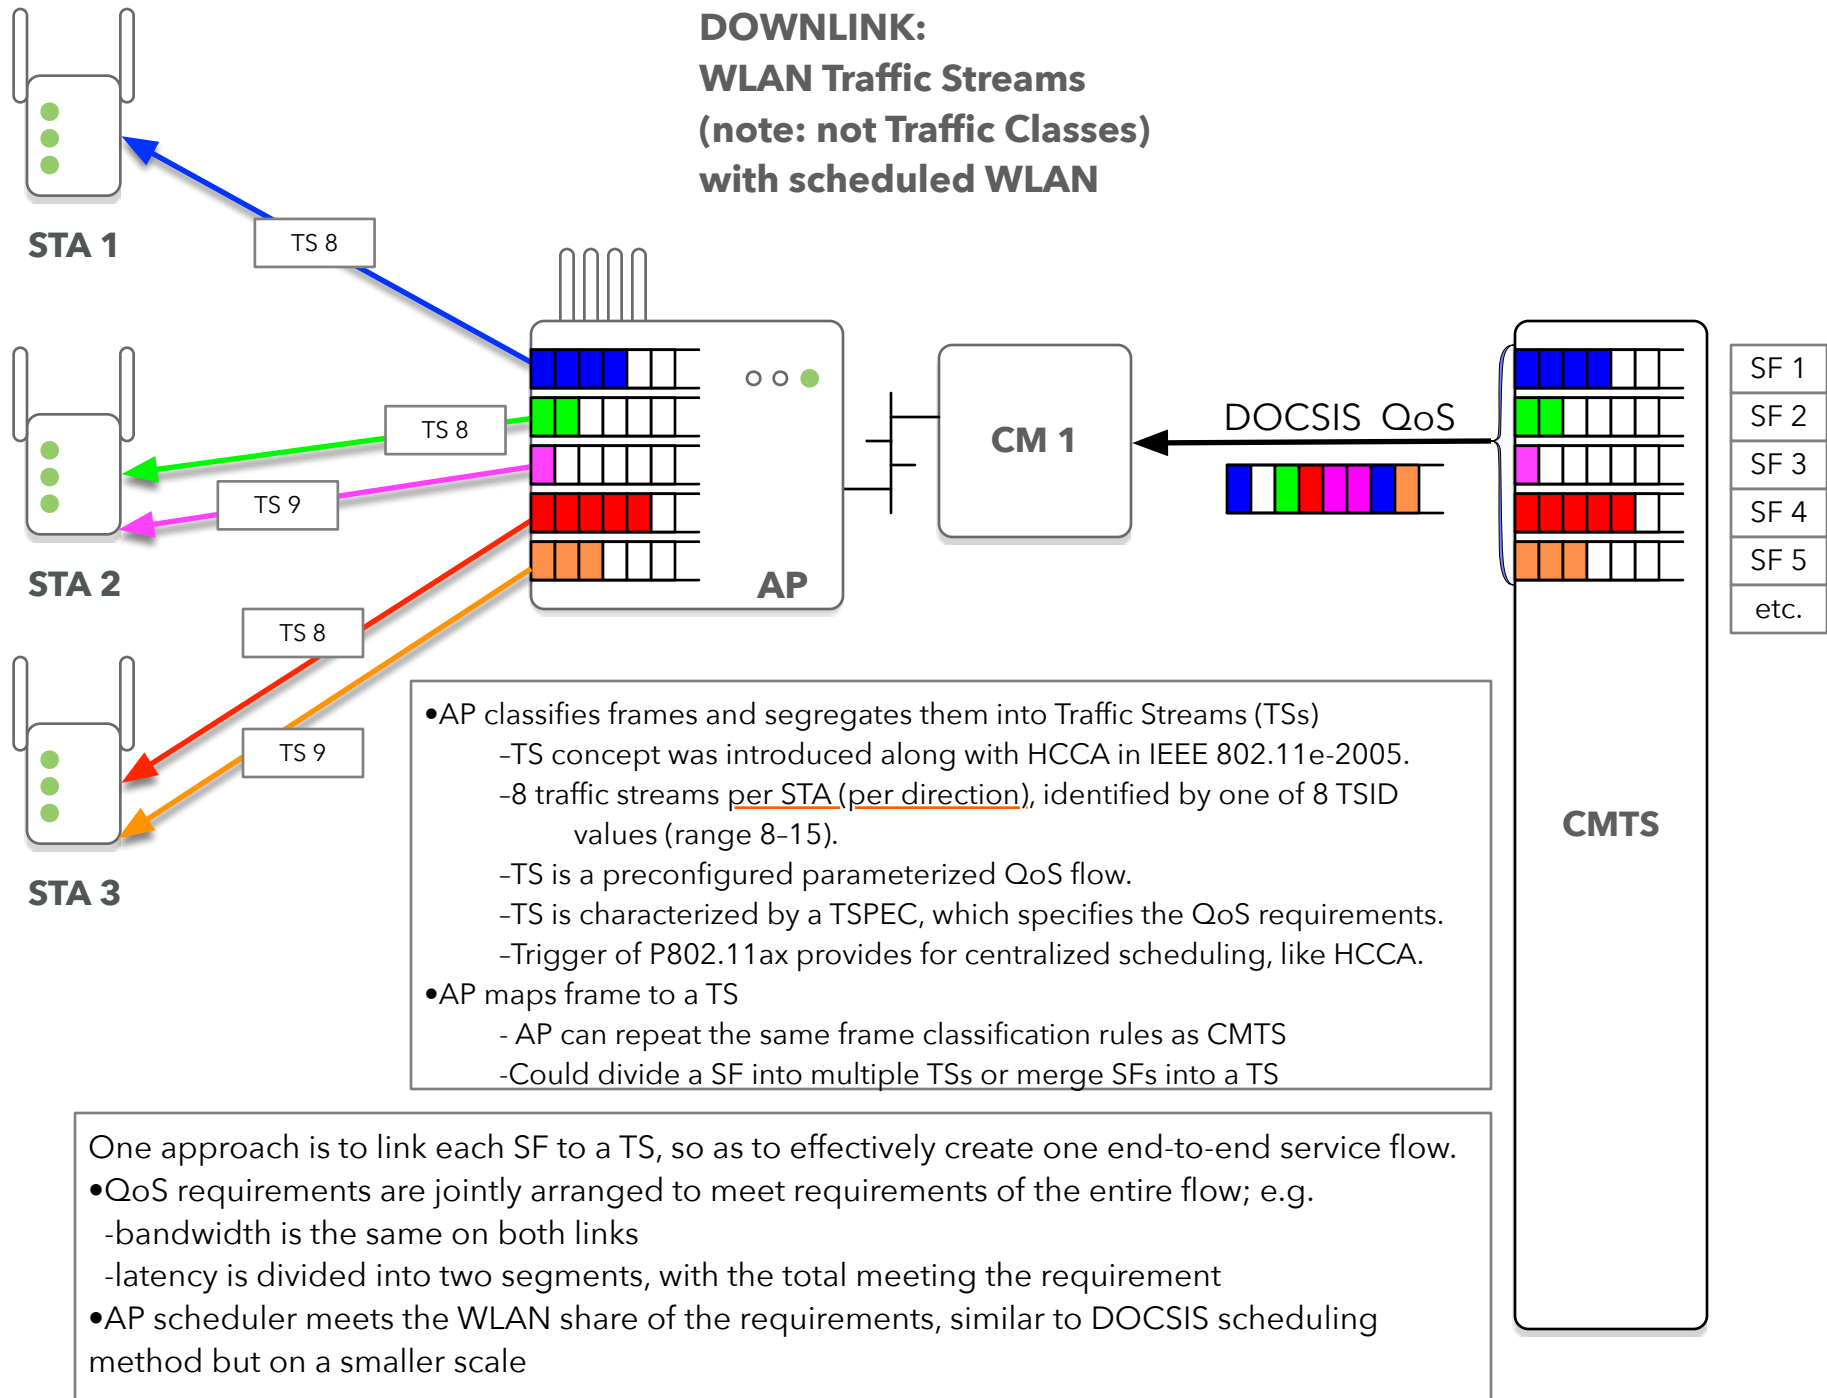 DOWNLINK:
WLAN Traffic Streams
(note: not Traffic Classes)
with scheduled WLAN
STA 1
TS 8
STA 2
TS 8
TS 9
STA 3
TS 8
TS 9
AP
CM 1
DOCSIS QoS
SF 1
SF 2
SF 3
SF 4
SF 5
etc.
CMTS
•AP classifies frames and segregates them into Traffic Streams (TSs)
–TS concept was introduced along with HCCA in IEEE 802.11e-2005.
–8 traffic streams per STA (per direction), identified by one of 8 TSID
values (range 8–15).
–TS is a preconfigured parameterized QoS flow.
–TS is characterized by a TSPEC, which specifies the QoS requirements.
–Trigger of P802.11ax provides for centralized scheduling, like HCCA.
•AP maps frame to a TS
- AP can repeat the same frame classification rules as CMTS
-Could divide a SF into multiple TSs or merge SFs into a TS
One approach is to link each SF to a TS, so as to effectively create one end-to-end service flow.
•QoS requirements are jointly arranged to meet requirements of the entire flow; e.g.
-bandwidth is the same on both links
-latency is divided into two segments, with the total meeting the requirement
•AP scheduler meets the WLAN share of the requirements, similar to DOCSIS scheduling
method but on a smaller scale